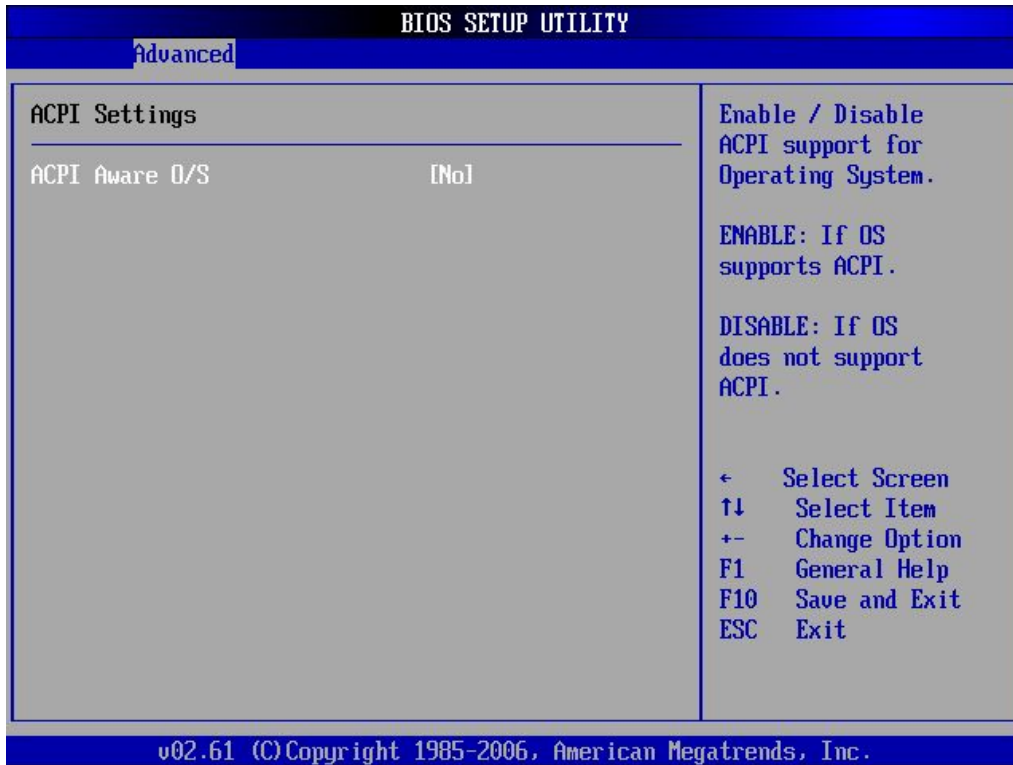 BIOS SETUP UTILITY
Advanced
ACPI Settings
ACPI Aware O/S [No]
Enable / Disable
ACPI support for
Operating System.
ENABLE: If OS
supports ACPI.
DISABLE: If OS
does not support
ACPI.
← Select Screen
↑↓ Select Item
+- Change Option
F1 General Help
F10 Save and Exit
ESC Exit
v02.61 (C)Copyright 1985-2006, American Megatrends, Inc.